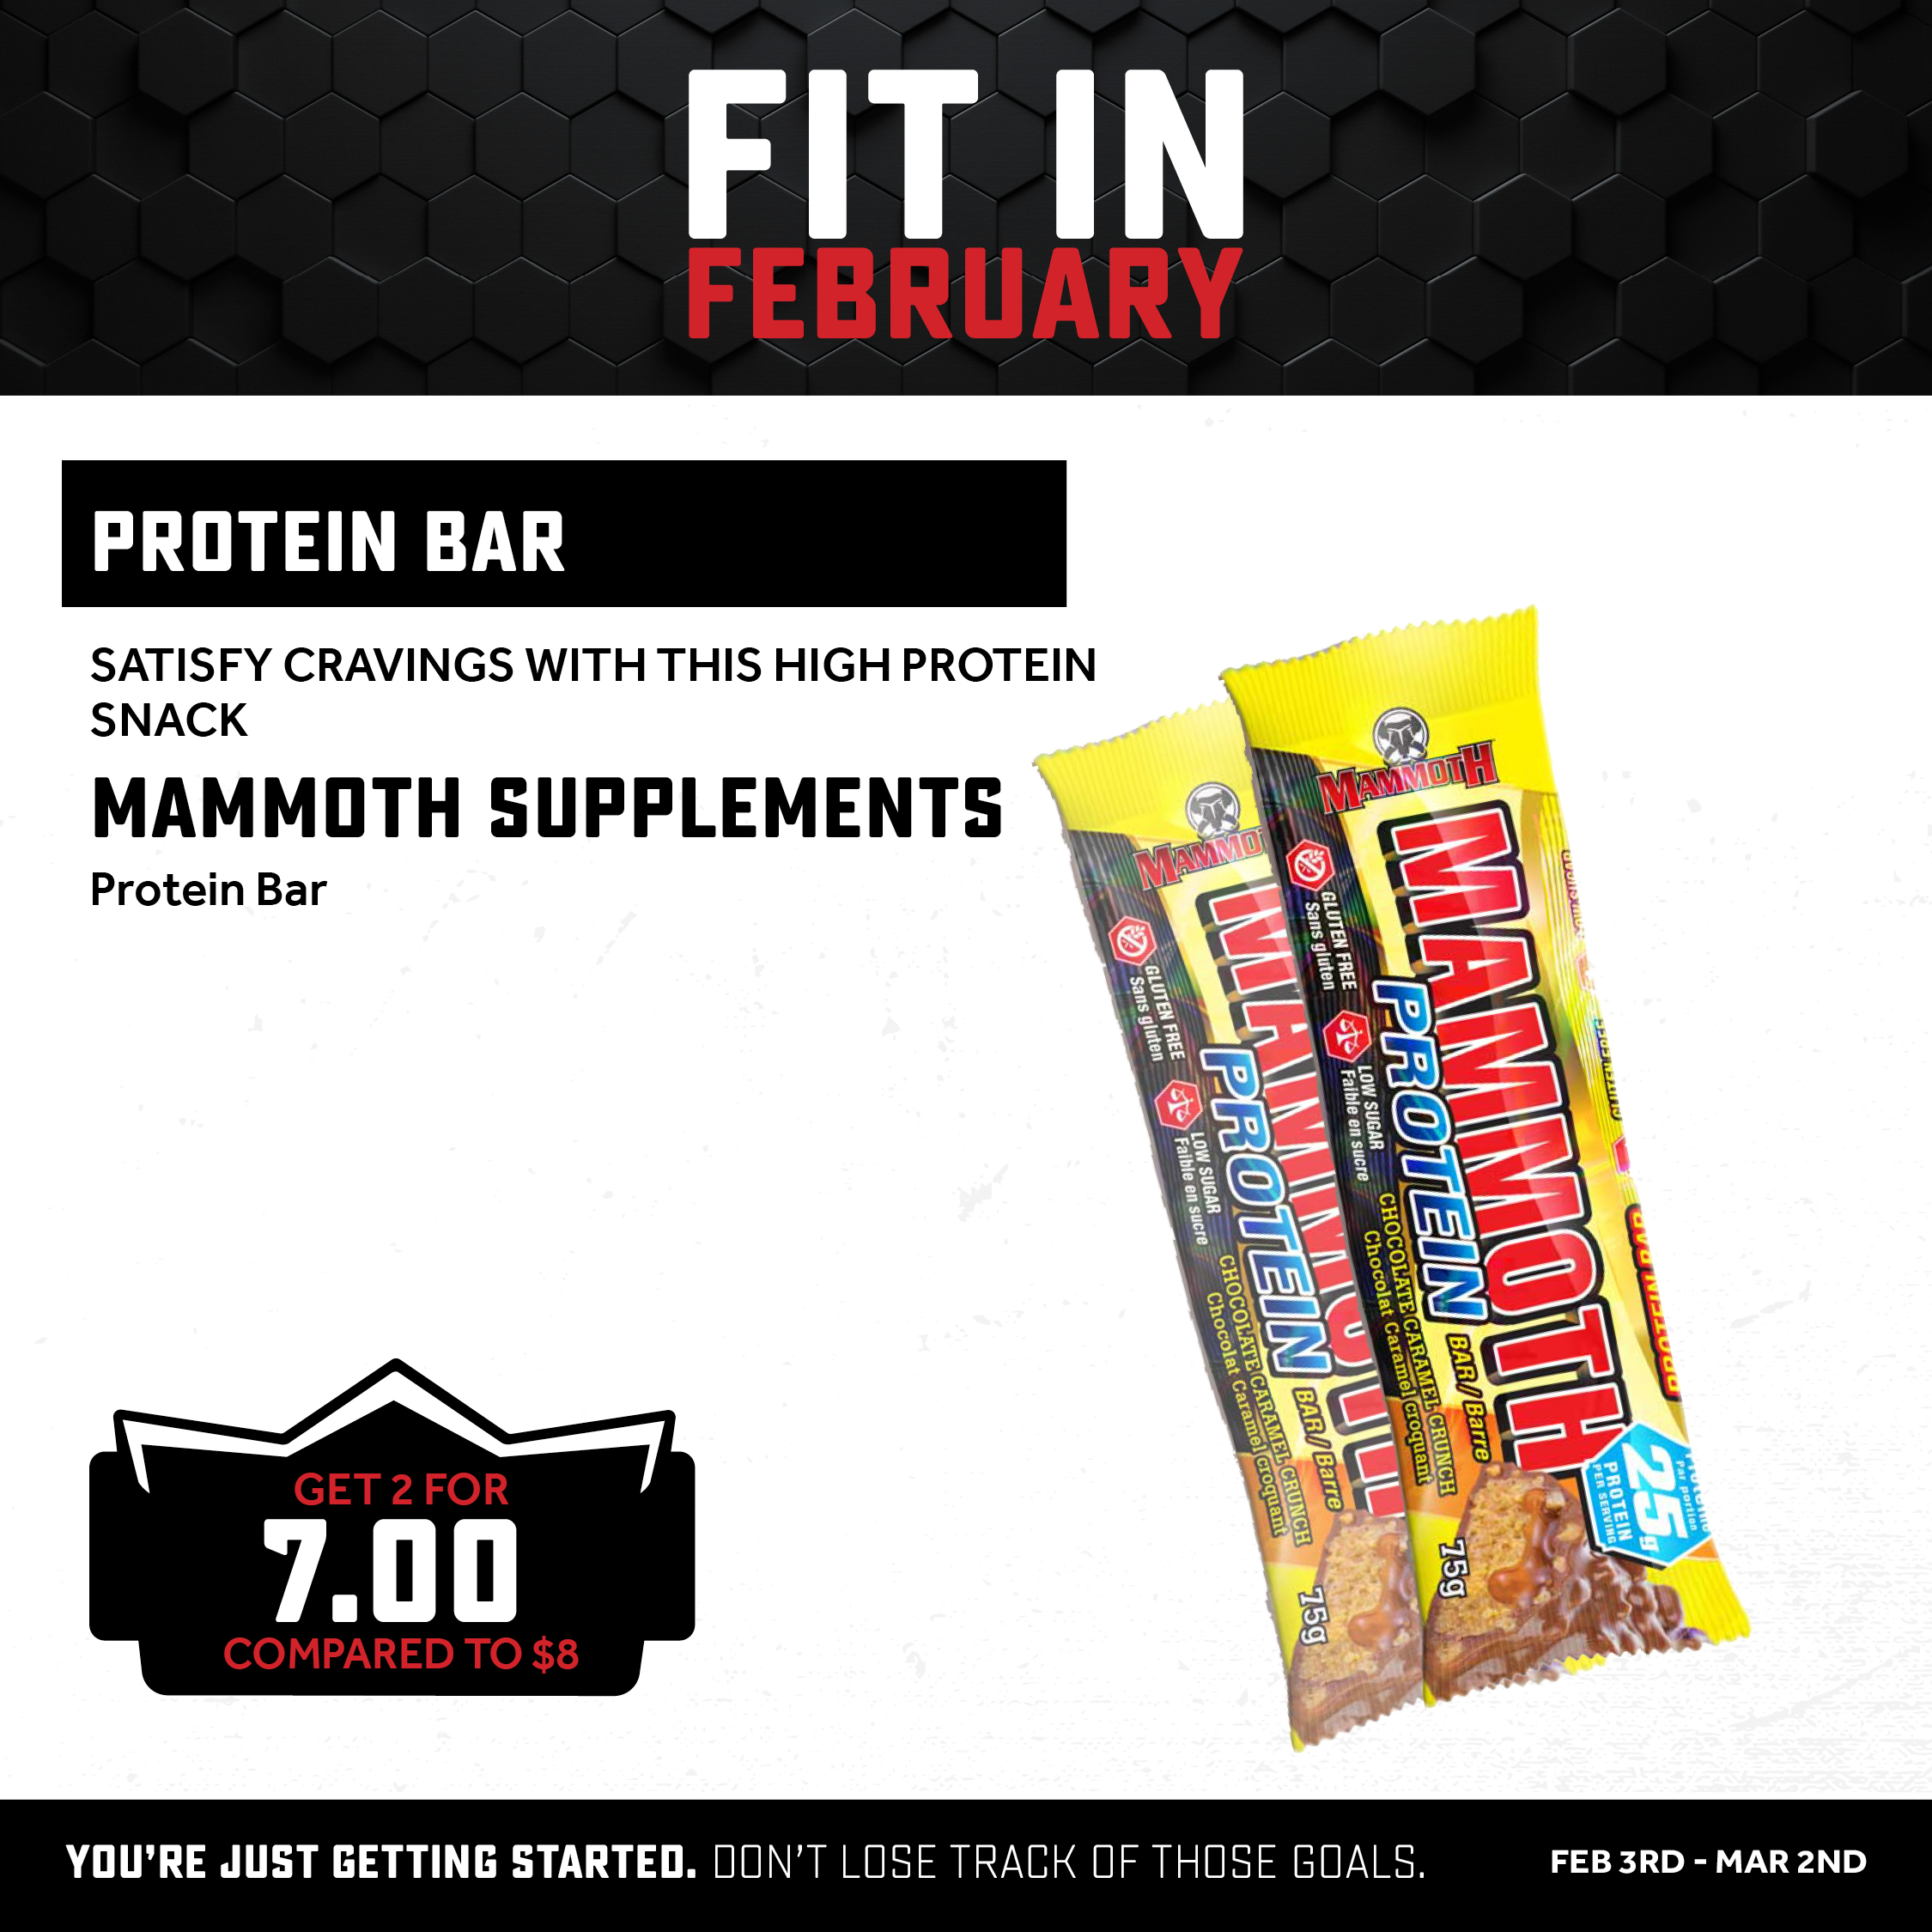 FIT IN
FEBRUARY
PROTEIN BAR
SATISFY CRAVINGS WITH THIS HIGH PROTEIN
SNACK
MAMMOTH SUPPLEMENTS
Protein Bar
MAMMOTH
MAMMOTH
PROTEIN
BAR / Barre
GLUTEN FREE
Sans gluten
LOW SUGAR
Faible en sucre
CHOCOLATE CARAMEL CRUNCH
Chocolat Caramel croquant
75g
25g
PROTEIN
PER SERVING
Par portion
PROTEIN
BAR / Barre
GLUTEN FREE
Sans gluten
LOW SUGAR
Faible en sucre
CHOCOLATE CARAMEL CRUNCH
Chocolat Caramel croquant
75g
GET 2 FOR
7.00
COMPARED TO $8
YOU'RE JUST GETTING STARTED. DON'T LOSE TRACK OF THOSE GOALS.
FEB 3RD - MAR 2ND